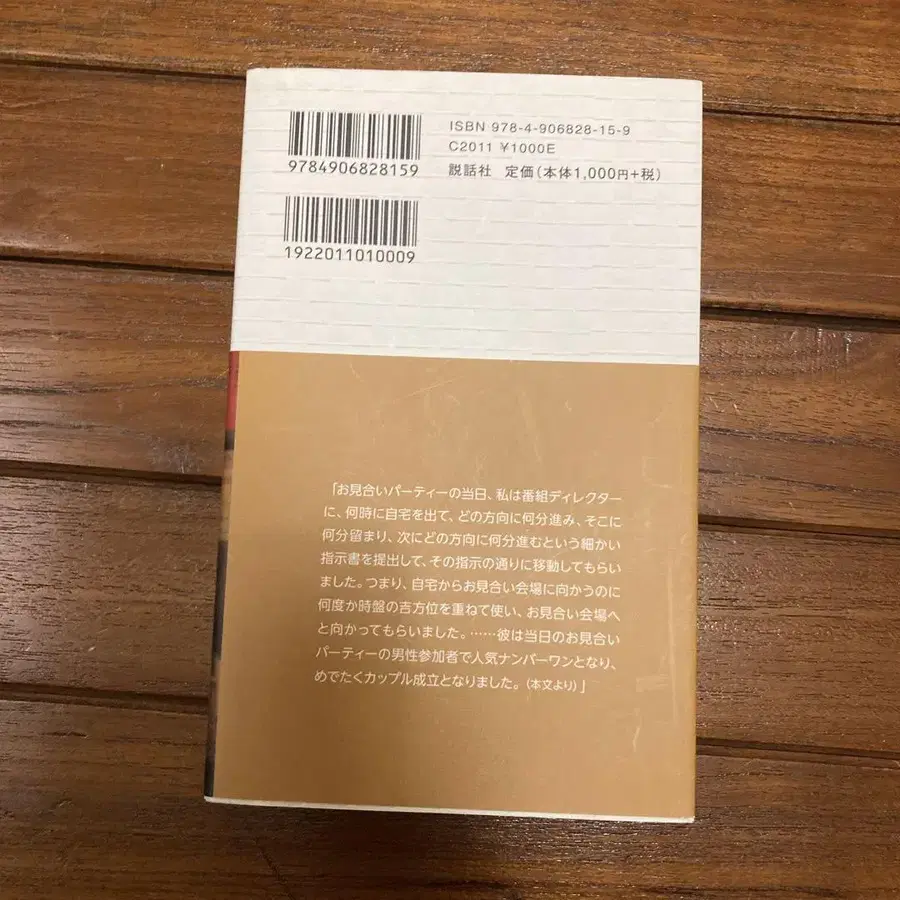 ISBN 978-4-906828-15-9
C2011 ¥1000E
説話社 定価(本体1,000円+税)
9784906828159
1922011010009
「お見合いパーティーの当日、私は番組ディレクター
に、何時に自宅を出て、どの方向に何分進み、そこに
何分留まり、次にどの方向に何分進むという細かい
指示書を提出して、その指示の通りに移動してもらい
ました。つまり、自宅からお見合い会場に向かうのに
何度か時盤の吉方位を重ねて使い、お見合い会場へ
と向かってもらいました。……彼は当日のお見合い
パーティーの男性参加者で人気ナンバーワンとなり、
めでたくカップル成立となりました。(本文より)」